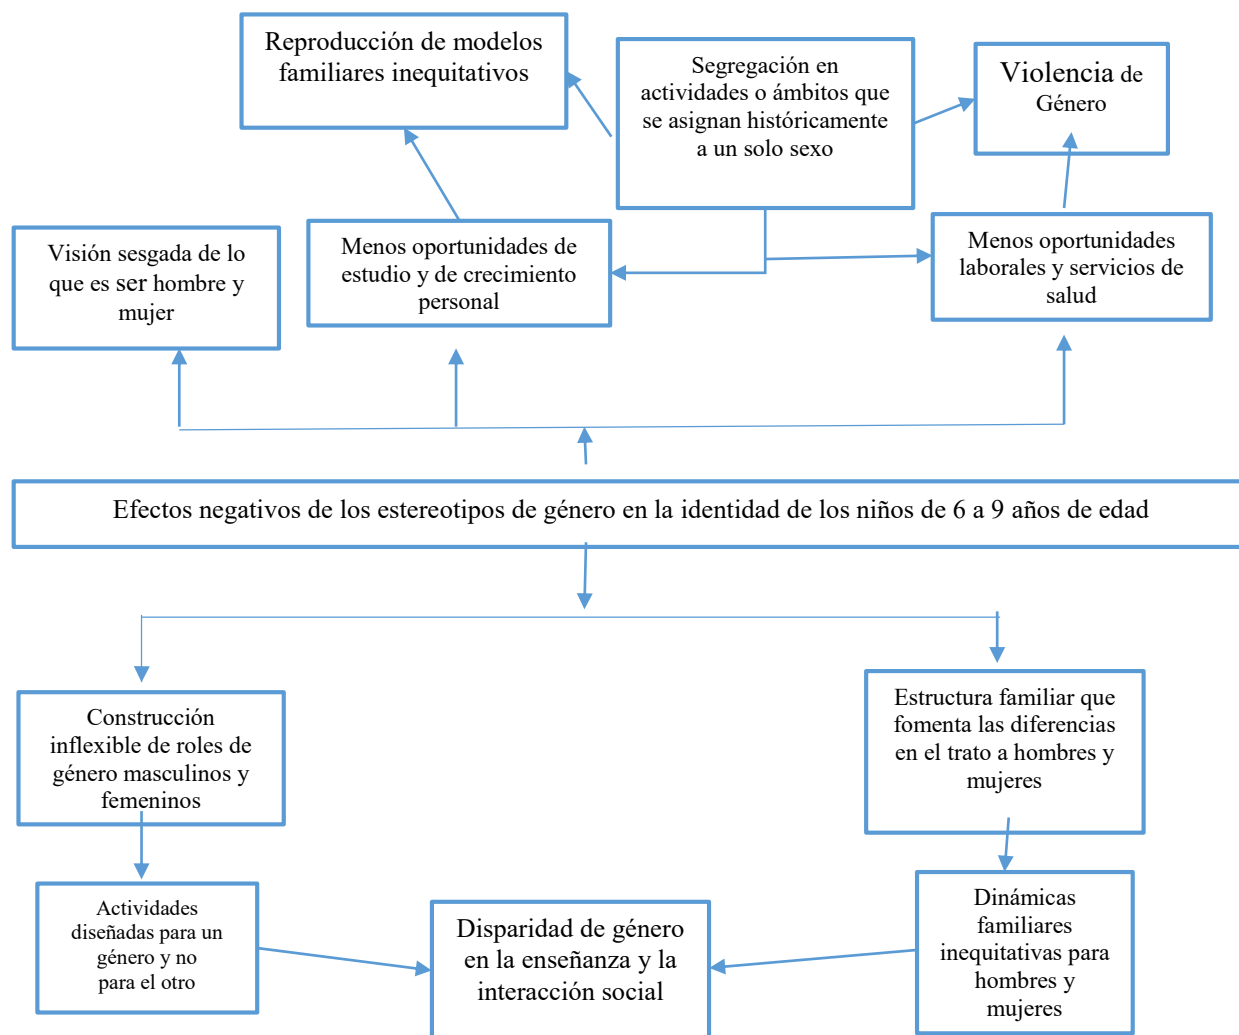 Reproducción de modelos
familiares inequitativos
Segregación en
actividades o ámbitos que
se asignan históricamente
a un solo sexo
Violencia de
Género
Visión sesgada de lo
que es ser hombre y
mujer
Menos oportunidades de
estudio y de crecimiento
personal
Menos oportunidades
laborales y servicios de
salud
Efectos negativos de los estereotipos de género en la identidad de los niños de 6 a 9 años de edad
Construcción
inflexible de roles de
género masculinos y
femeninos
Estructura familiar que
fomenta las diferencias
en el trato a hombres y
mujeres
Actividades
diseñadas para un
género y no
para el otro
Disparidad de género
en la enseñanza y la
interacción social
Dinámicas
familiares
inequitativas para
hombres y
mujeres